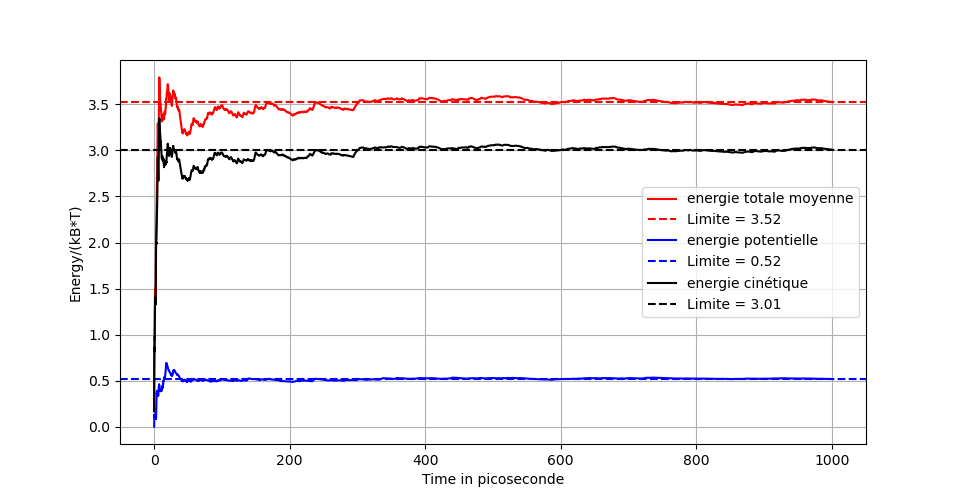 3.5
3.0
2.5
2.0
1.5
1.0
0.5
0.0
Energy/(kB*T)
energie totale moyenne
Limite = 3.52
energie potentielle
Limite = 0.52
energie cinétique
Limite = 3.01
0 200 400 600 800 1000
Time in picoseconde